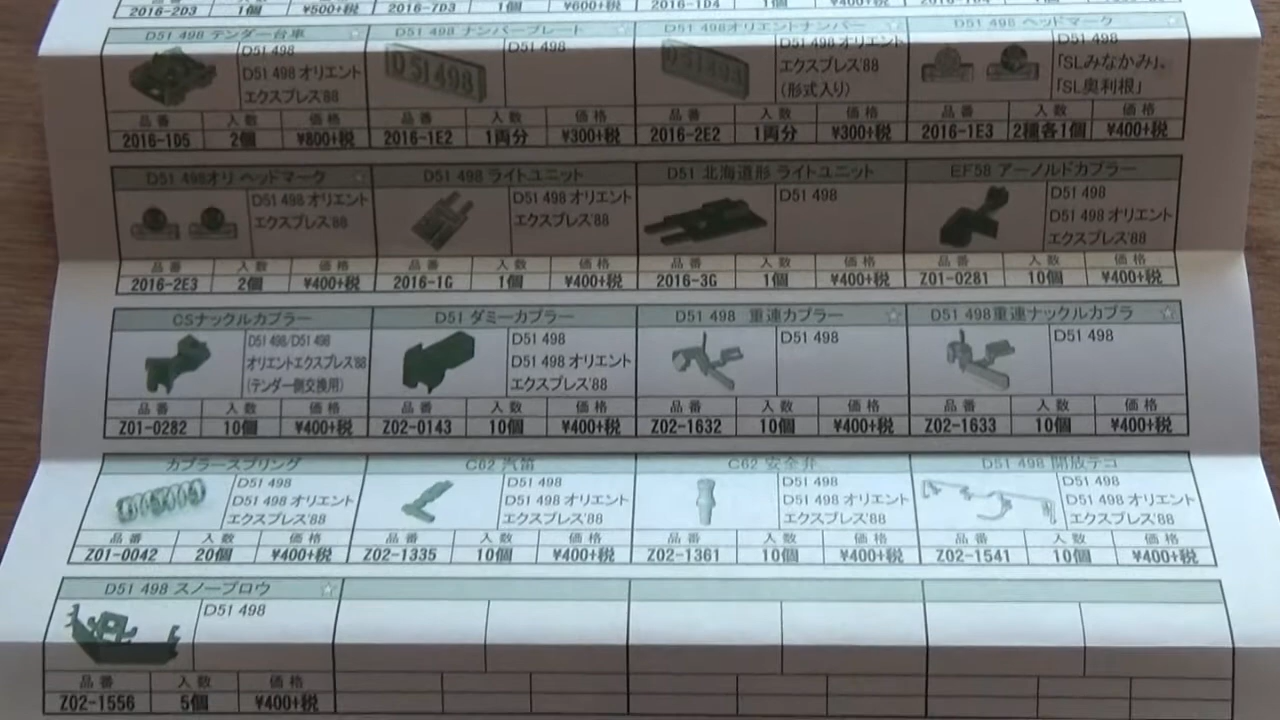 2016-2D3 1個 ¥500+税 2016-7D3 1個 ¥600+税 2016-1D4 1個 ¥400+税
D51 498 テンダー台車 ☆ D51 498 ナンバープレート ☆ D51 498オリエントナンバー ☆ D51 498 ヘッドマーク ☆
D51 498 D51 498 D51 498 オリエント D51 498
D51 498 オリエント エクスプレス'88 「SLみなかみ」、
エクスプレス'88 (形式入り) 「SL奥利根」
D51 498 D51 498
品番 入数 価格 品番 入数 価格 品番 入数 価格 品番 入数 価格
2016-1D5 2個 ¥800+税 2016-1E2 1両分 ¥300+税 2016-2E2 1両分 ¥300+税 2016-1E3 2種各1個 ¥400+税
D51 498オリ ヘッドマーク ☆ D51 498 ライトユニット D51 北海道形 ライトユニット EF58 アーノルドカプラー
D51 498 オリエント D51 498 オリエント D51 498 D51 498
エクスプレス'88 エクスプレス'88 D51 498 オリエント
エクスプレス'88
品番 入数 価格 品番 入数 価格 品番 入数 価格 品番 入数 価格
2016-2E3 2個 ¥400+税 2016-1G 1個 ¥400+税 2016-3G 1個 ¥400+税 Z01-0281 10個 ¥400+税
CSナックルカプラー D51 ダミーカプラー D51 498 重連カプラー ☆ D51 498重連ナックルカプラ ☆
D51 498/D51 498 D51 498 D51 498 D51 498
オリエントエクスプレス'88 D51 498 オリエント
(テンダー側交換用) エクスプレス'88
品番 入数 価格 品番 入数 価格 品番 入数 価格 品番 入数 価格
Z01-0282 10個 ¥400+税 Z02-0143 10個 ¥400+税 Z02-1632 10個 ¥400+税 Z02-1633 10個 ¥400+税
カプラースプリング C62 汽笛 C62 安全弁 D51 498 開放テコ
D51 498 D51 498 D51 498 D51 498
D51 498 オリエント D51 498 オリエント D51 498 オリエント D51 498 オリエント
エクスプレス'88 エクスプレス'88 エクスプレス'88 エクスプレス'88
品番 入数 価格 品番 入数 価格 品番 入数 価格 品番 入数 価格
Z01-0042 20個 ¥400+税 Z02-1335 10個 ¥400+税 Z02-1361 10個 ¥400+税 Z02-1541 10個 ¥400+税
D51 498 スノープロウ ☆
D51 498
品番 入数 価格
Z02-1556 5個 ¥400+税